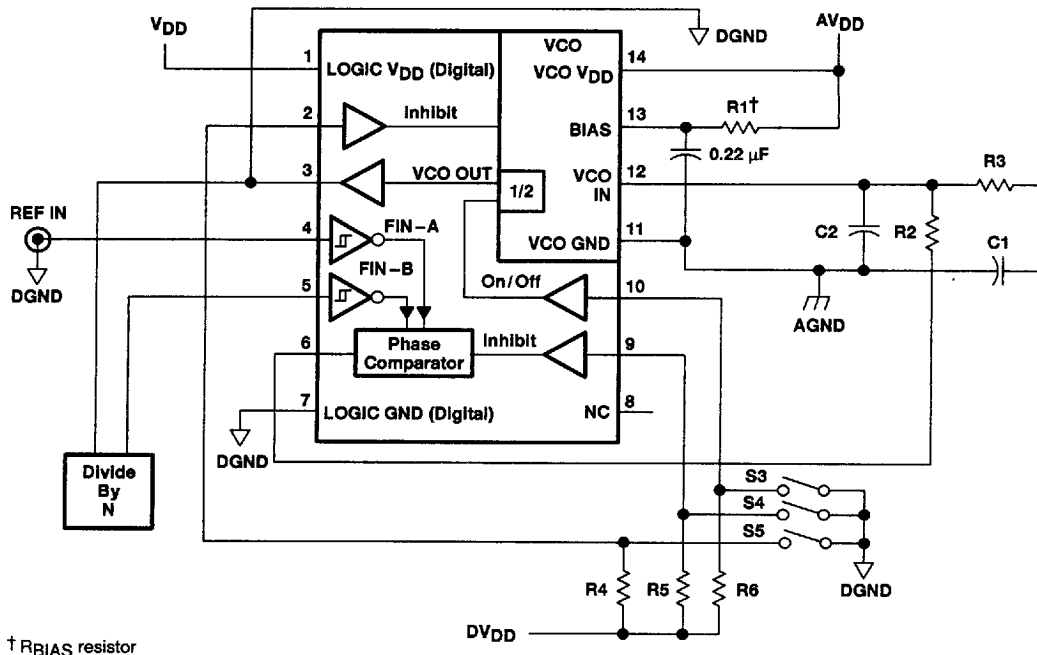 VDD
DGND
AVDD
1
LOGIC VDD (Digital)
VCO
VCO VDD
14
2
Inhibit
BIAS
13
R1†
0.22 µF
3
VCO OUT
1/2
VCO
IN
12
R3
REF IN
4
FIN–A
VCO GND
11
C2
R2
C1
DGND
FIN–B
On/Off
10
AGND
5
6
Phase
Comparator
Inhibit
9
7
LOGIC GND (Digital)
NC
8
DGND
Divide
By
N
S3
S4
S5
R4
R5
R6
DGND
DVDD
† RBIAS resistor